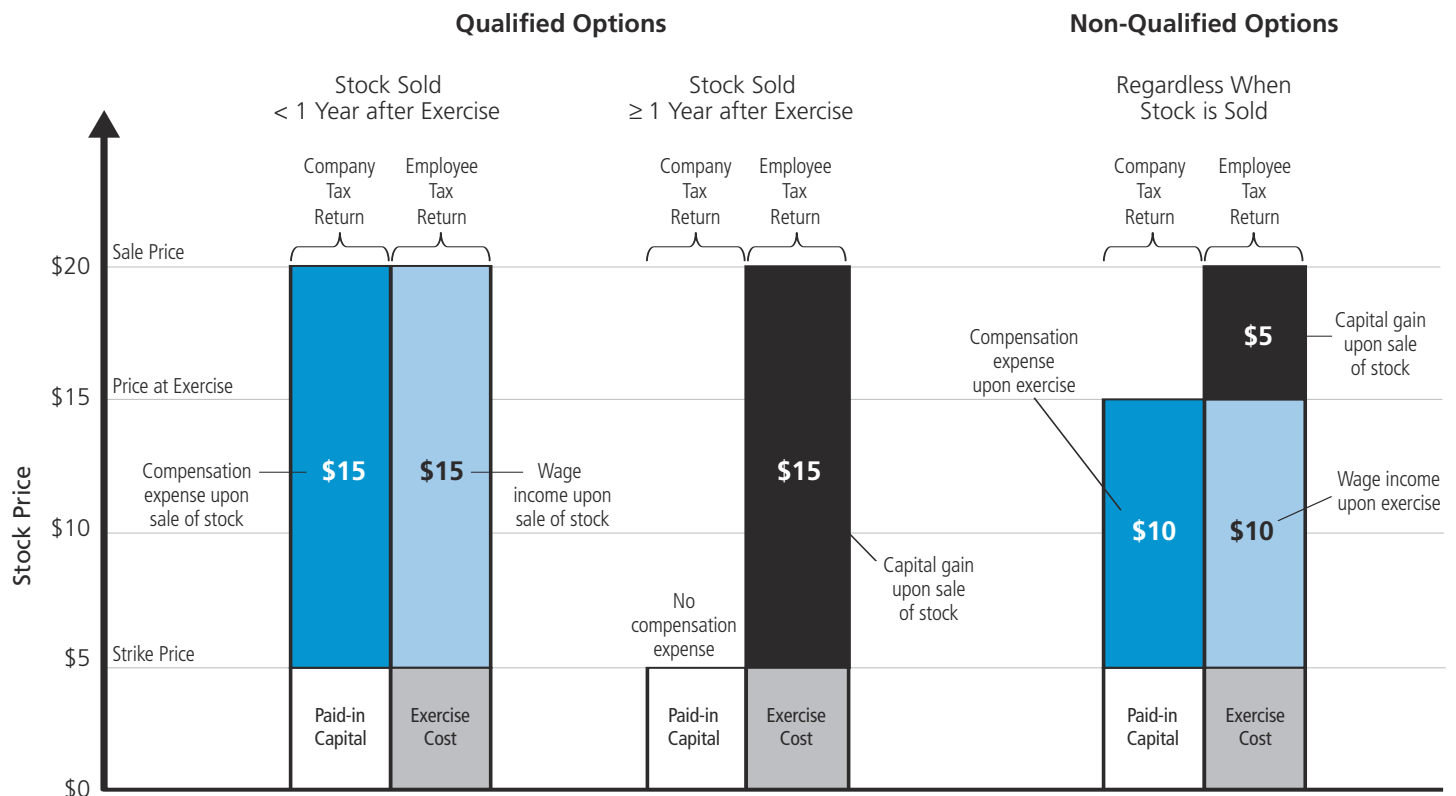 Qualified Options
Non-Qualified Options
Stock Sold
< 1 Year after Exercise
Stock Sold
≥ 1 Year after Exercise
Regardless When
Stock is Sold
Company
Tax
Return
Employee
Tax
Return
Company
Tax
Return
Employee
Tax
Return
Company
Tax
Return
Employee
Tax
Return
Stock Price
$20
Sale Price
$15
Price at Exercise
$10
$5
Strike Price
$0
Compensation
expense upon
sale of stock
$15
$15
Wage
income upon
sale of stock
Paid-in
Capital
Exercise
Cost
No
compensation
expense
$15
Capital gain
upon sale
of stock
Paid-in
Capital
Exercise
Cost
Compensation
expense
upon exercise
$5
Capital gain
upon sale
of stock
$10
$10
Wage income
upon exercise
Paid-in
Capital
Exercise
Cost